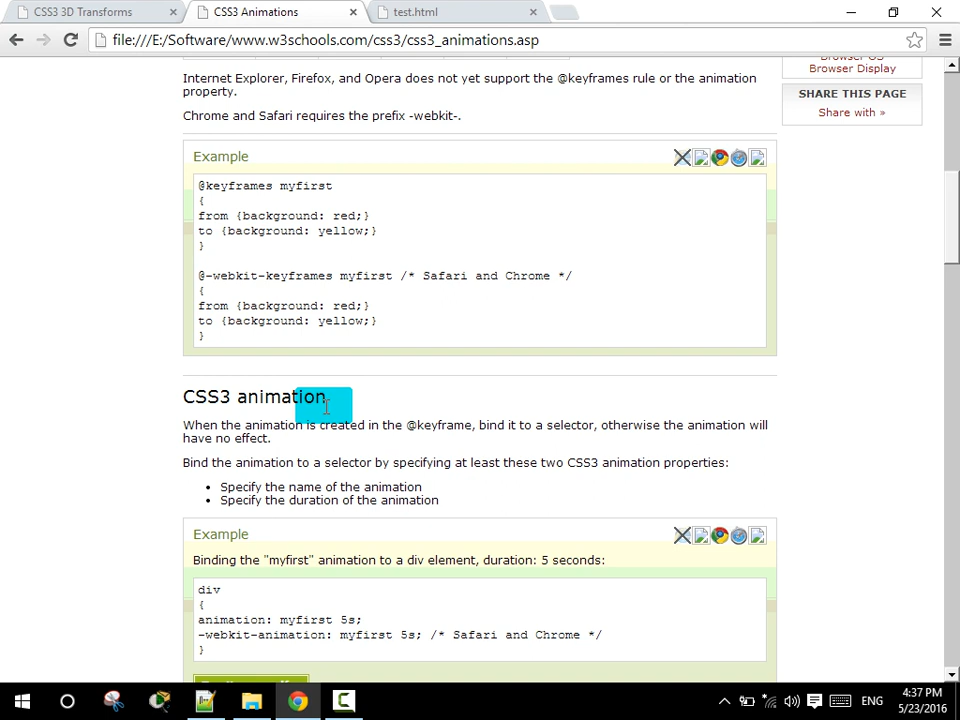 CSS3 3D Transforms
CSS3 Animations
test.html
file:///E:/Software/www.w3schools.com/css3/css3_animations.asp
Internet Explorer, Firefox, and Opera does not yet support the @keyframes rule or the animation
property.
Chrome and Safari requires the prefix -webkit-.
Browser OS
Browser Display
SHARE THIS PAGE
Share with »
Example
@keyframes myfirst
{
from {background: red;}
to {background: yellow;}
}
@-webkit-keyframes myfirst /* Safari and Chrome */
{
from {background: red;}
to {background: yellow;}
}
CSS3 animation
When the animation is created in the @keyframe, bind it to a selector, otherwise the animation will
have no effect.
Bind the animation to a selector by specifying at least these two CSS3 animation properties:
• Specify the name of the animation
• Specify the duration of the animation
Example
Binding the "myfirst" animation to a div element, duration: 5 seconds:
div
{
animation: myfirst 5s;
-webkit-animation: myfirst 5s; /* Safari and Chrome */
}
ENG
4:37 PM
5/23/2016